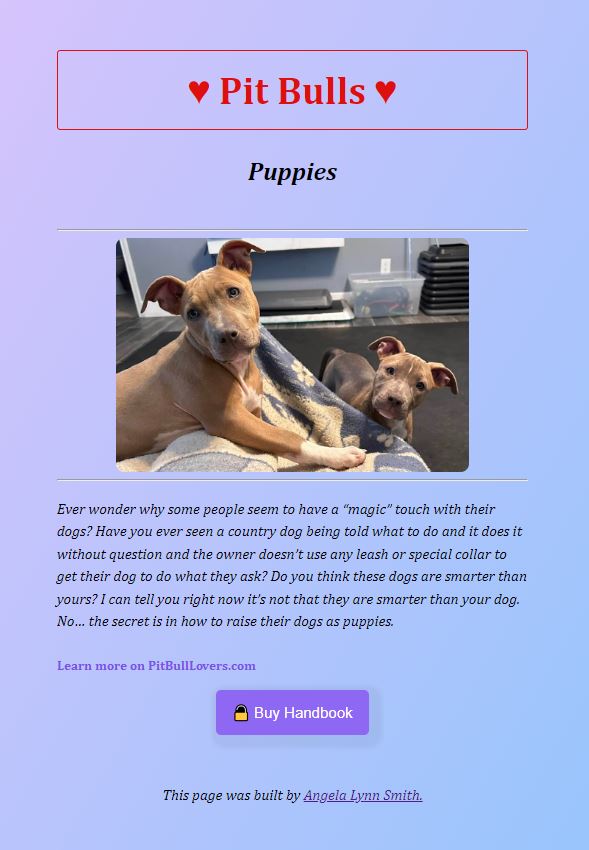 ♥ Pit Bulls ♥
Puppies
Ever wonder why some people seem to have a “magic” touch with their
dogs? Have you ever seen a country dog being told what to do and it does it
without question and the owner doesn’t use any leash or special collar to
get their dog to do what they ask? Do you think these dogs are smarter than
yours? I can tell you right now it’s not that they are smarter than your dog.
No… the secret is in how to raise their dogs as puppies.
Learn more on PitBullLovers.com
🔒 Buy Handbook
This page was built by Angela Lynn Smith.